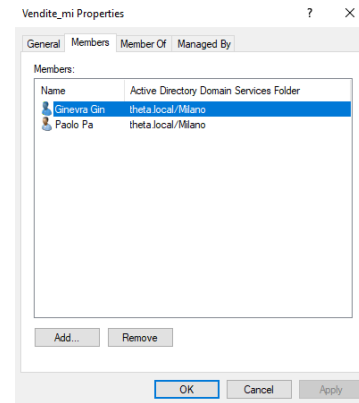 Vendite_mi Properties ? ×
General Members Member Of Managed By
Members:
Name Active Directory Domain Services Folder
Ginevra Gin theta.local/Milano
Paolo Pa theta.local/Milano
Add... Remove
OK Cancel Apply